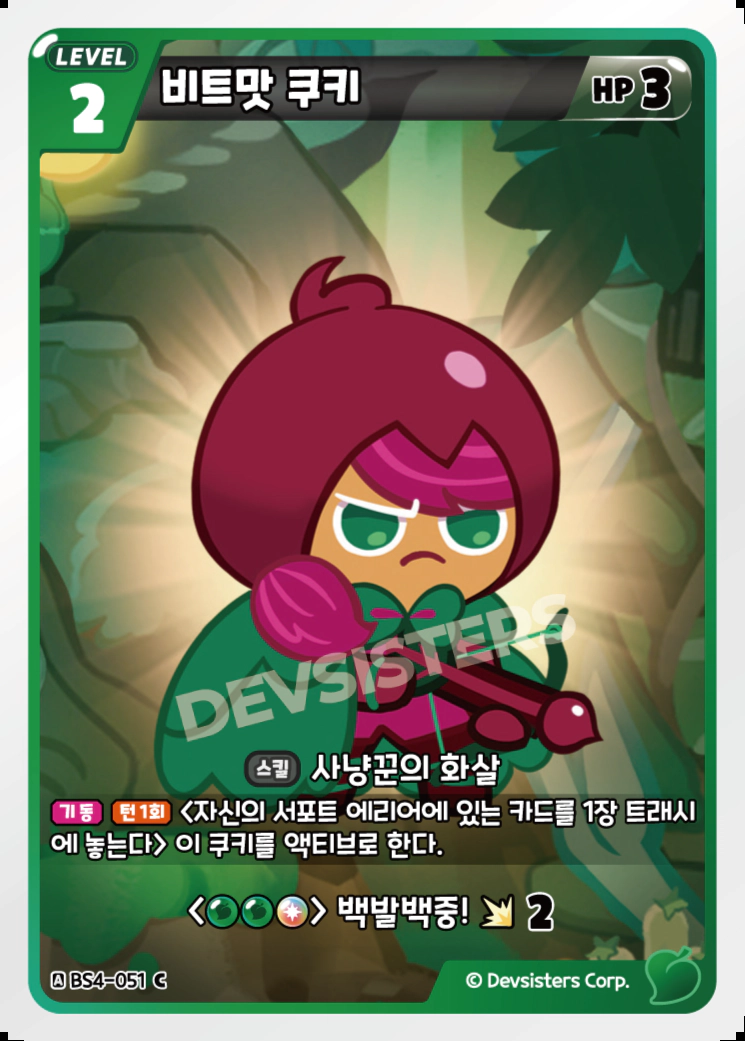 LEVEL
2
비트맛 쿠키
HP 3
DEVSISTERS
스킬 사냥꾼의 화살
기동 턴1회 <자신의 서포트 에리어에 있는 카드를 1장 트래시
에 놓는다> 이 쿠키를 액티브로 한다.
< > 백발백중! 2
A BS4-051 C
© Devsisters Corp.